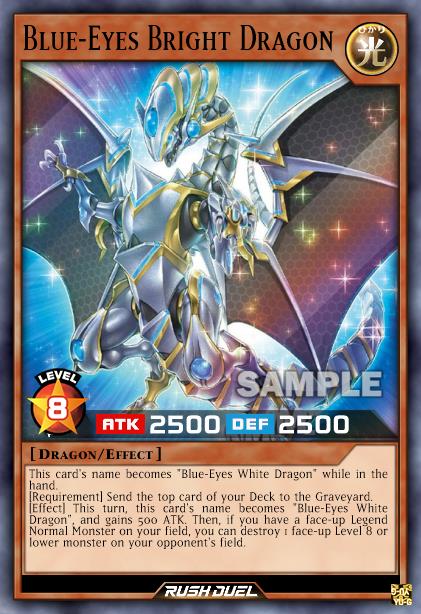 Blue-Eyes Bright Dragon
ひかり
光
SAMPLE
LEVEL
8
ATK 2500 DEF 2500
[Dragon/Effect]
This card's name becomes "Blue-Eyes White Dragon" while in the
hand.
[Requirement] Send the top card of your Deck to the Graveyard.
[Effect] This turn, this card's name becomes "Blue-Eyes White
Dragon", and gains 500 ATK. Then, if you have a face-up Legend
Normal Monster on your field, you can destroy 1 face-up Level 8 or
lower monster on your opponent's field.
RUSH DUEL